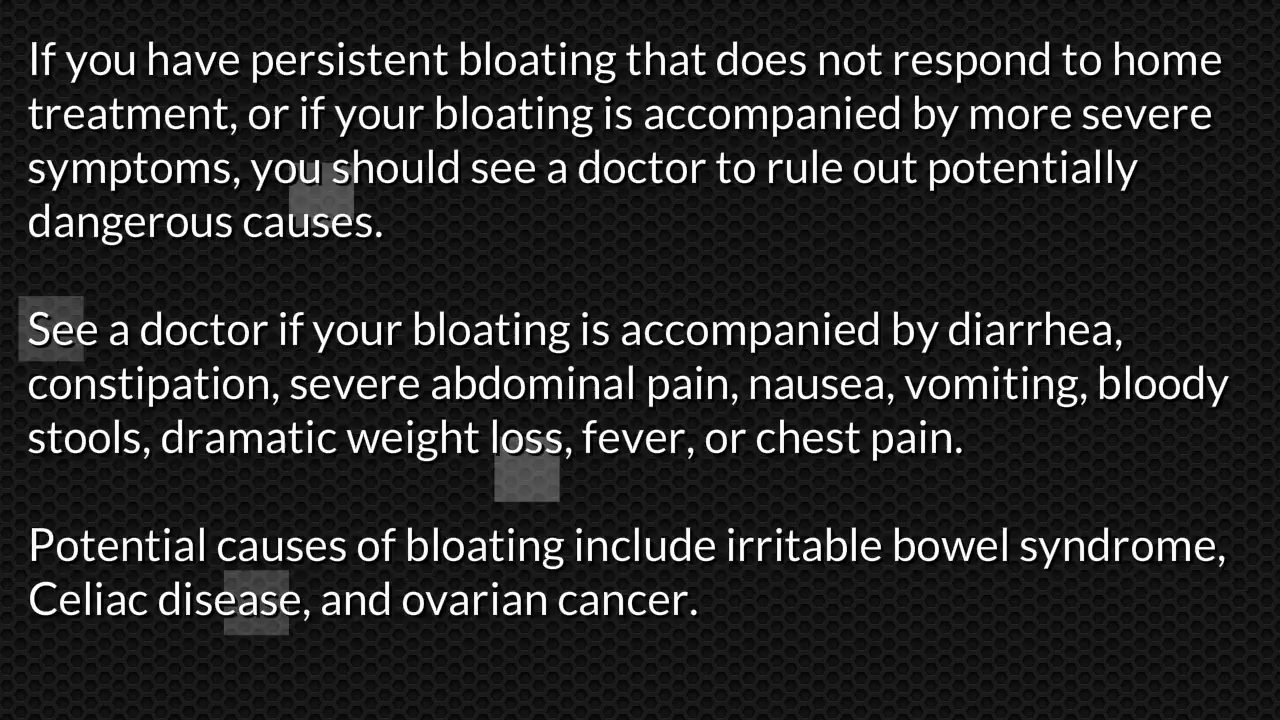 If you have persistent bloating that does not respond to home
treatment, or if your bloating is accompanied by more severe
symptoms, you should see a doctor to rule out potentially
dangerous causes.
See a doctor if your bloating is accompanied by diarrhea,
constipation, severe abdominal pain, nausea, vomiting, bloody
stools, dramatic weight loss, fever, or chest pain.
Potential causes of bloating include irritable bowel syndrome,
Celiac disease, and ovarian cancer.